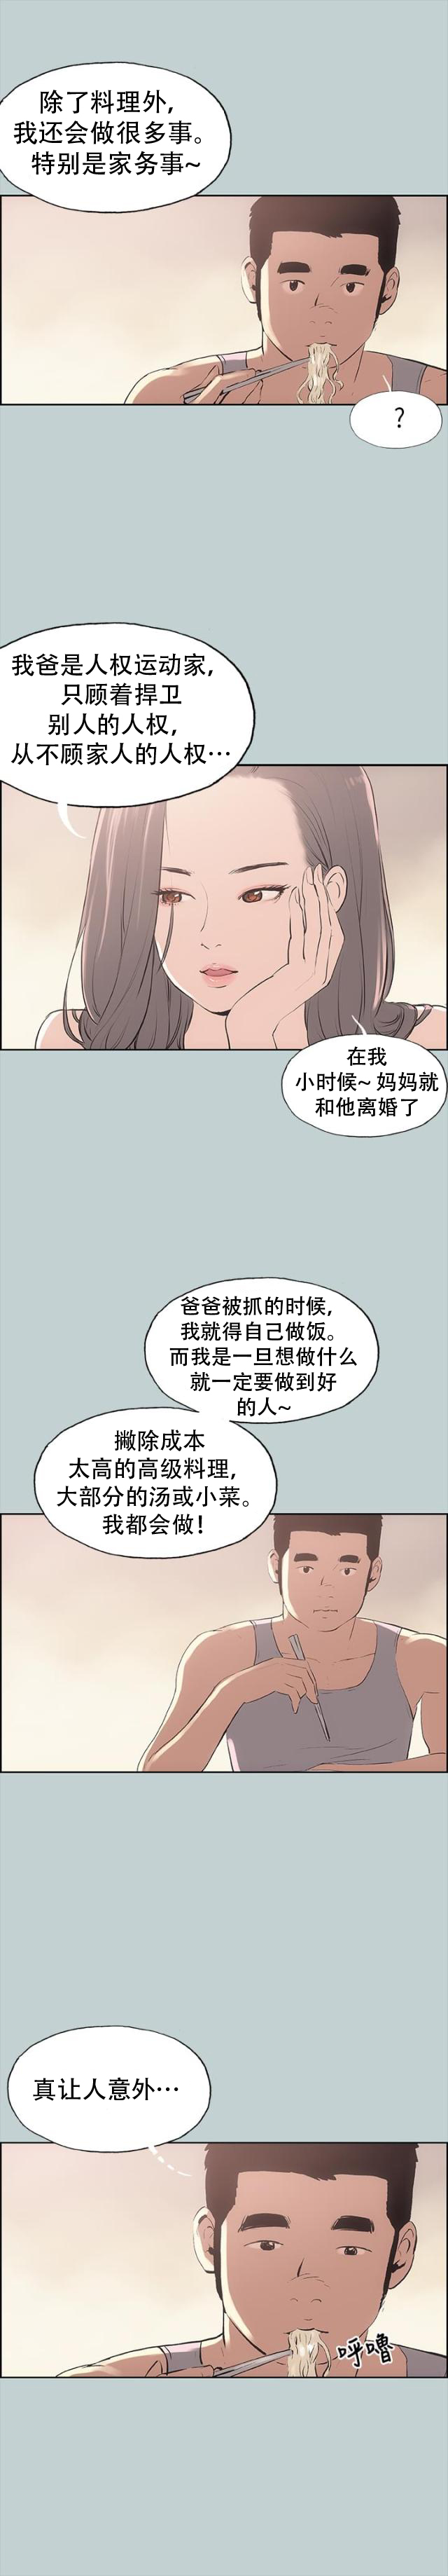 除了料理外,
我还会做很多事。
特别是家务事~
?
我爸是人权运动家,
只顾着捍卫
别人的人权,
从不顾家人的人权…
在我
小时候~妈妈就
和他离婚了
爸爸被抓的时候,
我就得自己做饭。
而我是一旦想做什么
就一定要做到好
的人~
撇除成本
太高的高级料理,
大部分的汤或小菜。
我都会做!
真让人意外…
呼噜